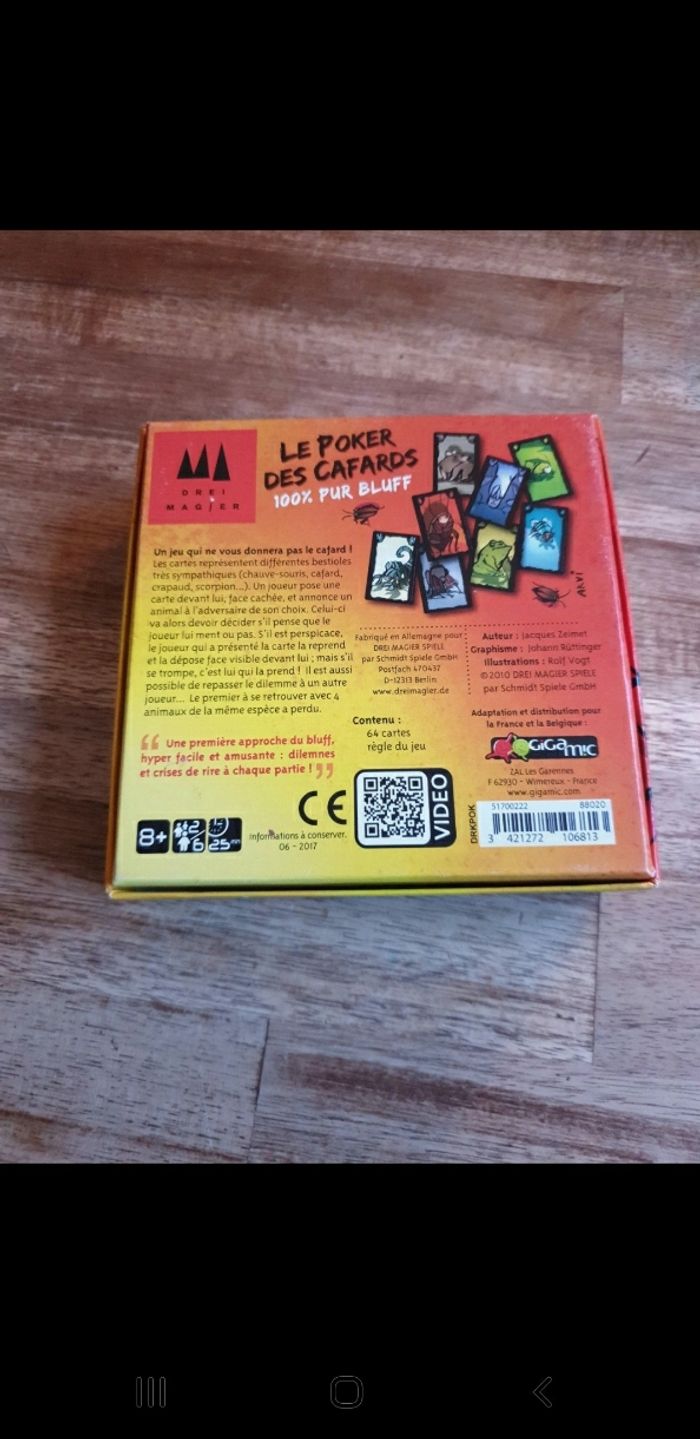 DREI
MAGIER
LE POKER
DES CAFARDS
100% PUR BLUFF
Un jeu qui ne vous donnera pas le cafard !
Les cartes représentent différentes bestioles
très sympathiques (chauve-souris, cafard,
crapaud, scorpion...). Un joueur pose une
carte devant lui, face cachée, et annonce un
animal à l'adversaire de son choix. Celui-ci
va alors devoir décider s'il pense que le
joueur lui ment ou pas. S'il est perspicace,
le joueur qui a présenté la carte la reprend
et la dépose face visible devant lui ; mais s'il
se trompe, c'est lui qui la prend ! Il est aussi
possible de repasser le dilemme à un autre
joueur... Le premier à se retrouver avec 4
animaux de la même espèce a perdu.
“ Une première approche du bluff,
hyper facile et amusante : dilemnes
et crises de rire à chaque partie ! ”
8+
2
6
25 mn
CE
informations à conserver.
06 - 2017
Fabriqué en Allemagne pour
DREI MAGIER SPIELE
par Schmidt Spiele GmbH
Postfach 470437
D-12313 Berlin
www.dreimagier.de
Contenu :
64 cartes
règle du jeu
VIDEO
ARVI
Auteur : Jacques Zeimet
Graphisme : Johann Rüttinger
Illustrations : Rolf Vogt
© 2010 DREI MAGIER SPIELE
par Schmidt Spiele GmbH
Adaptation et distribution pour
la France et la Belgique :
GiGAMiC
ZAL Les Garennes
F 62930 - Wimereux - France
www.gigamic.com
DRKPOK
51700222 88020
3 421272 106813